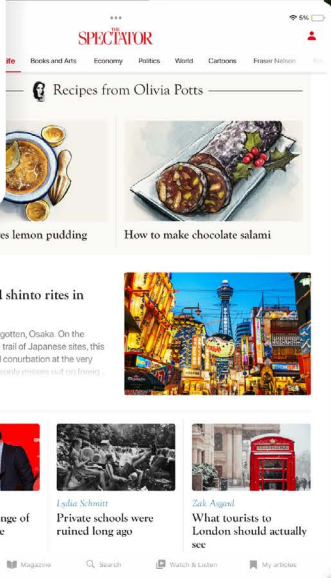 5%
THE
SPECTATOR
ife Books and Arts Economy Politics World Cartoons Fraser Nelson
Recipes from Olivia Potts
es lemon pudding
How to make chocolate salami
l shinto rites in
gotten, Osaka. On the
trail of Japanese sites, this
l conurbation at the very
Lydia Schmitt
Zak Asgard
nge of
e
Private schools were
ruined long ago
What tourists to
London should actually
see
Magazine Search Watch & Listen My articles